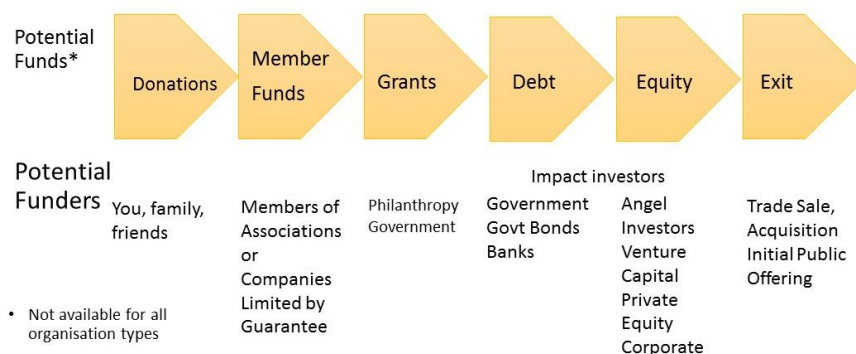 Potential
Funds*
Donations
Member
Funds
Grants
Debt
Equity
Exit
Potential
Funders
Impact investors
You, family,
friends
Members of
Associations
or
Companies
Limited by
Guarantee
Philanthropy
Government
Government
Govt Bonds
Banks
Angel
Investors
Venture
Capital
Private
Equity
Corporate
Trade Sale,
Acquisition
Initial Public
Offering
• Not available for all
organisation types